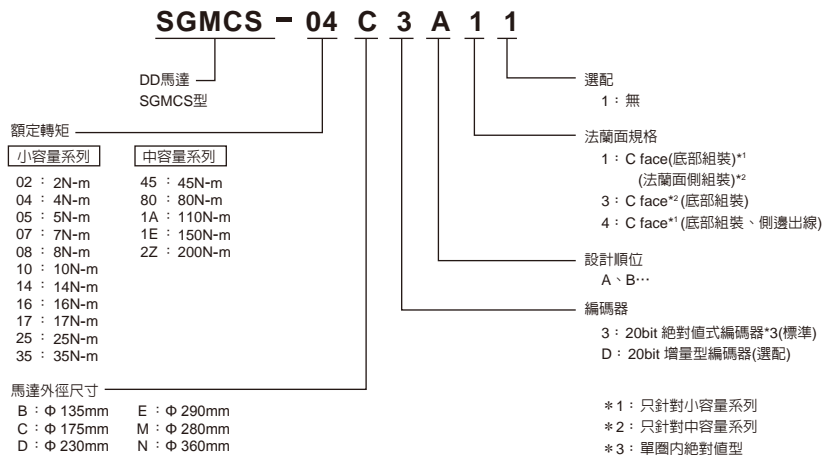 SGMCS - 04 C 3 A 1 1
DD馬達
SGMCS型
額定轉矩
小容量系列
02：2N-m
04：4N-m
05：5N-m
07：7N-m
08：8N-m
10：10N-m
14：14N-m
16：16N-m
17：17N-m
25：25N-m
35：35N-m
中容量系列
45：45N-m
80：80N-m
1A：110N-m
1E：150N-m
2Z：200N-m
馬達外徑尺寸
B：Φ 135mm
C：Φ 175mm
D：Φ 230mm
E：Φ 290mm
M：Φ 280mm
N：Φ 360mm
選配
1：無
法蘭面規格
1：C face(底部組裝)*1
(法蘭面側組裝)*2
3：C face*2(底部組裝)
4：C face*1(底部組裝、側邊出線)
設計順位
A、B…
編碼器
3：20bit 絶對値式編碼器*3(標準)
D：20bit 增量型編碼器(選配)
＊1：只針對小容量系列
＊2：只針對中容量系列
＊3：單圈内絶對値型